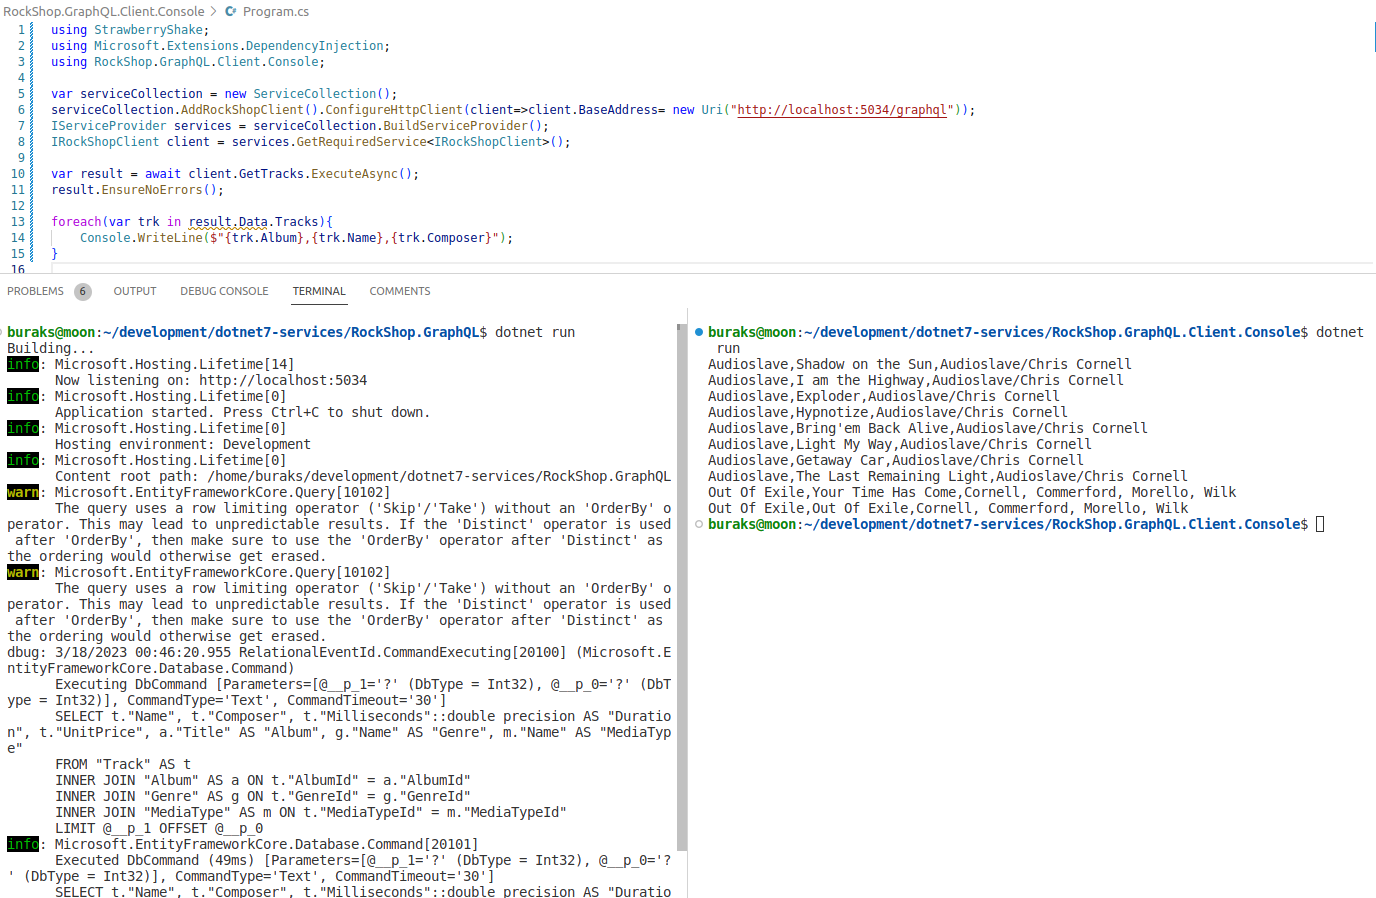 RockShop.GraphQL.Client.Console > C# Program.cs
1 using StrawberryShake;
2 using Microsoft.Extensions.DependencyInjection;
3 using RockShop.GraphQL.Client.Console;
4
5 var serviceCollection = new ServiceCollection();
6 serviceCollection.AddRockShopClient().ConfigureHttpClient(client=>client.BaseAddress= new Uri("http://localhost:5034/graphql"));
7 IServiceProvider services = serviceCollection.BuildServiceProvider();
8 IRockShopClient client = services.GetRequiredService<IRockShopClient>();
9
10 var result = await client.GetTracks.ExecuteAsync();
11 result.EnsureNoErrors();
12
13 foreach(var trk in result.Data.Tracks){
14     Console.WriteLine($"{trk.Album},{trk.Name},{trk.Composer}");
15 }
16
PROBLEMS 6 OUTPUT DEBUG CONSOLE TERMINAL COMMENTS
buraks@moon:~/development/dotnet7-services/RockShop.GraphQL$ dotnet run
Building...
info: Microsoft.Hosting.Lifetime[14]
      Now listening on: http://localhost:5034
info: Microsoft.Hosting.Lifetime[0]
      Application started. Press Ctrl+C to shut down.
info: Microsoft.Hosting.Lifetime[0]
      Hosting environment: Development
info: Microsoft.Hosting.Lifetime[0]
      Content root path: /home/buraks/development/dotnet7-services/RockShop.GraphQL
warn: Microsoft.EntityFrameworkCore.Query[10102]
      The query uses a row limiting operator ('Skip'/'Take') without an 'OrderBy' o
perator. This may lead to unpredictable results. If the 'Distinct' operator is used
 after 'OrderBy', then make sure to use the 'OrderBy' operator after 'Distinct' as
the ordering would otherwise get erased.
warn: Microsoft.EntityFrameworkCore.Query[10102]
      The query uses a row limiting operator ('Skip'/'Take') without an 'OrderBy' o
perator. This may lead to unpredictable results. If the 'Distinct' operator is used
 after 'OrderBy', then make sure to use the 'OrderBy' operator after 'Distinct' as
the ordering would otherwise get erased.
dbug: 3/18/2023 00:46:20.955 RelationalEventId.CommandExecuting[20100] (Microsoft.E
ntityFrameworkCore.Database.Command)
      Executing DbCommand [Parameters=[@__p_1='?' (DbType = Int32), @__p_0='?' (DbT
ype = Int32)], CommandType='Text', CommandTimeout='30']
      SELECT t."Name", t."Composer", t."Milliseconds"::double precision AS "Duratio
n", t."UnitPrice", a."Title" AS "Album", g."Name" AS "Genre", m."Name" AS "MediaTyp
e"
      FROM "Track" AS t
      INNER JOIN "Album" AS a ON t."AlbumId" = a."AlbumId"
      INNER JOIN "Genre" AS g ON t."GenreId" = g."GenreId"
      INNER JOIN "MediaType" AS m ON t."MediaTypeId" = m."MediaTypeId"
      LIMIT @__p_1 OFFSET @__p_0
info: Microsoft.EntityFrameworkCore.Database.Command[20101]
      Executed DbCommand (49ms) [Parameters=[@__p_1='?' (DbType = Int32), @__p_0='?
' (DbType = Int32)], CommandType='Text', CommandTimeout='30']
      SELECT t."Name", t."Composer", t."Milliseconds"::double precision AS "Duratio
buraks@moon:~/development/dotnet7-services/RockShop.GraphQL.Client.Console$ dotnet
 run
Audioslave,Shadow on the Sun,Audioslave/Chris Cornell
Audioslave,I am the Highway,Audioslave/Chris Cornell
Audioslave,Exploder,Audioslave/Chris Cornell
Audioslave,Hypnotize,Audioslave/Chris Cornell
Audioslave,Bring'em Back Alive,Audioslave/Chris Cornell
Audioslave,Light My Way,Audioslave/Chris Cornell
Audioslave,Getaway Car,Audioslave/Chris Cornell
Audioslave,The Last Remaining Light,Audioslave/Chris Cornell
Out Of Exile,Your Time Has Come,Cornell, Commerford, Morello, Wilk
Out Of Exile,Out Of Exile,Cornell, Commerford, Morello, Wilk
buraks@moon:~/development/dotnet7-services/RockShop.GraphQL.Client.Console$